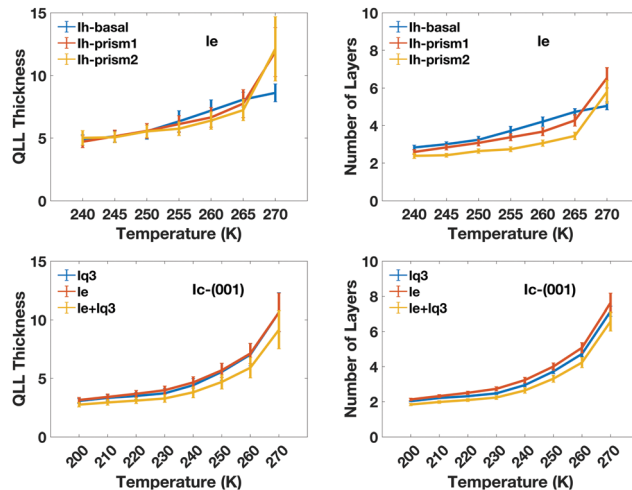 Ih-basal
Ih-prism1
Ih-prism2
Ie
QLL Thickness
15
10
5
0
240 245 250 255 260 265 270
Temperature (K)
Ih-basal
Ih-prism1
Ih-prism2
Ie
Number of Layers
10
8
6
4
2
0
240 245 250 255 260 265 270
Temperature (K)
lq3
Ie
Ie+lq3
Ic-(001)
QLL Thickness
15
10
5
0
200 210 220 230 240 250 260 270
Temperature (K)
lq3
Ie
Ie+lq3
Ic-(001)
Number of Layers
10
8
6
4
2
0
200 210 220 230 240 250 260 270
Temperature (K)